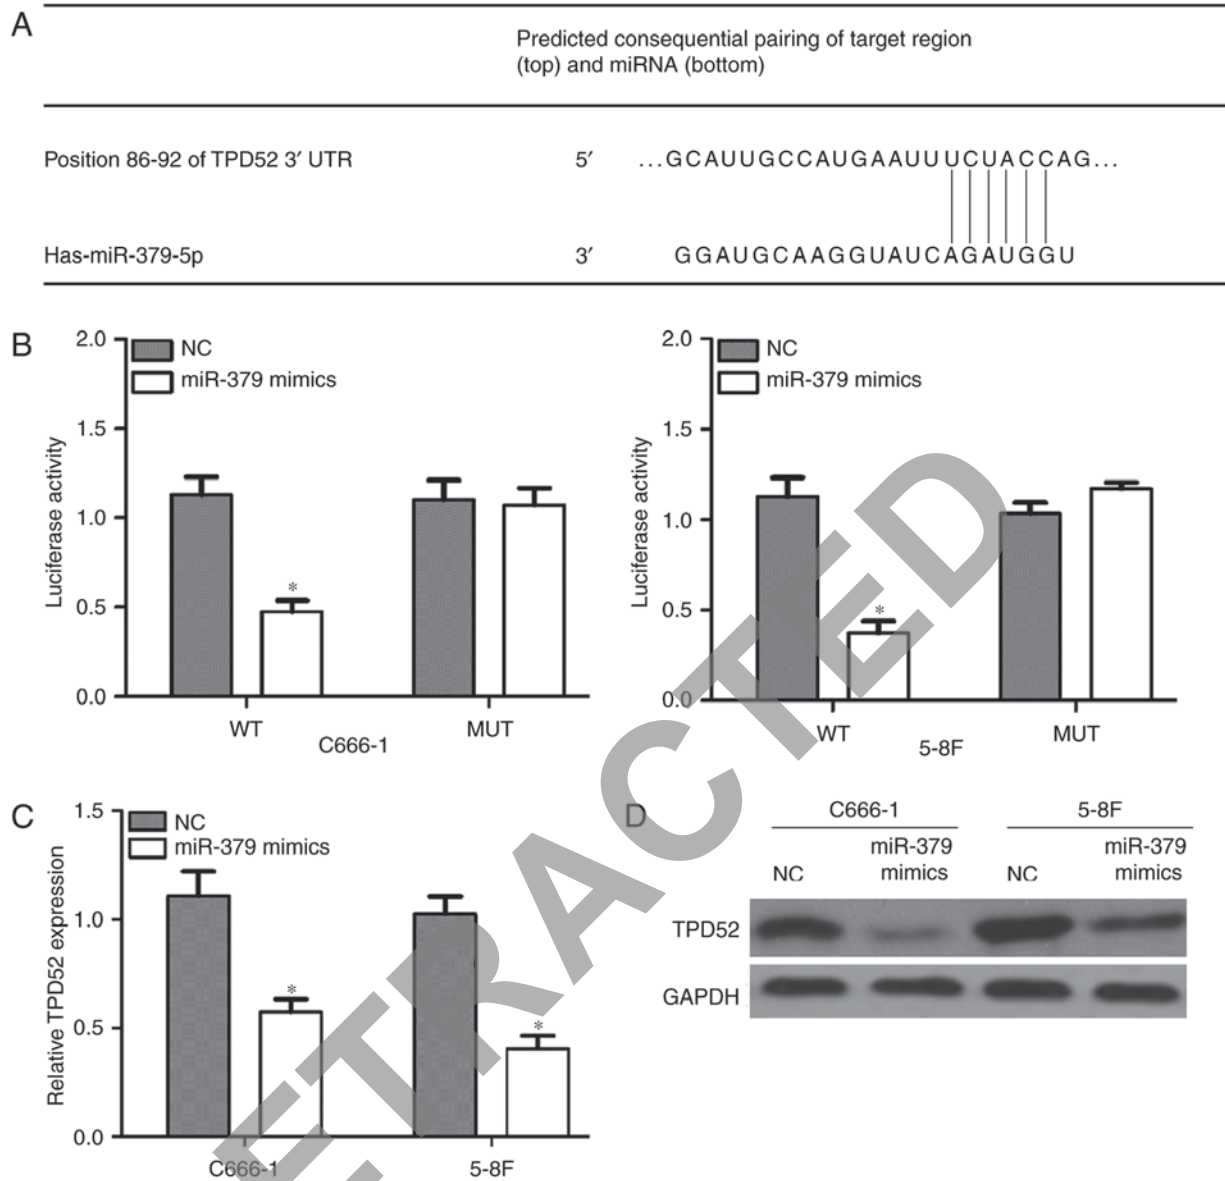 A
Predicted consequential pairing of target region
(top) and miRNA (bottom)
Position 86-92 of TPD52 3′ UTR 5′ ...GCAUUGCCAUGAAUUUCUACCAG...
Has-miR-379-5p 3′ GGAUGCAAGGUAUCAGAUGGU
B
2.0
NC
miR-379 mimics
1.5
1.0
0.5
0.0
Luciferase activity
*
WT
MUT
C666-1
2.0
NC
miR-379 mimics
1.5
1.0
0.5
0.0
Luciferase activity
*
WT
MUT
5-8F
C
1.5
NC
miR-379 mimics
1.0
0.5
0.0
Relative TPD52 expression
*
*
C666-1
5-8F
D
C666-1 5-8F
NC miR-379 mimics NC miR-379 mimics
TPD52
GAPDH
ETRACTED